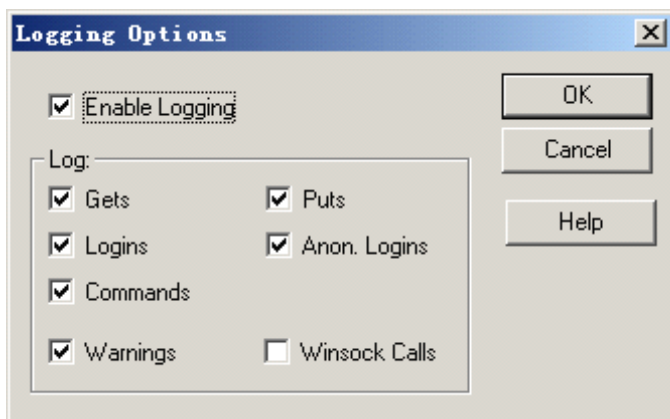 Logging Options
Enable Logging
OK
Cancel
Help
Log:
Gets
Puts
Logins
Anon. Logins
Commands
Warnings
Winsock Calls